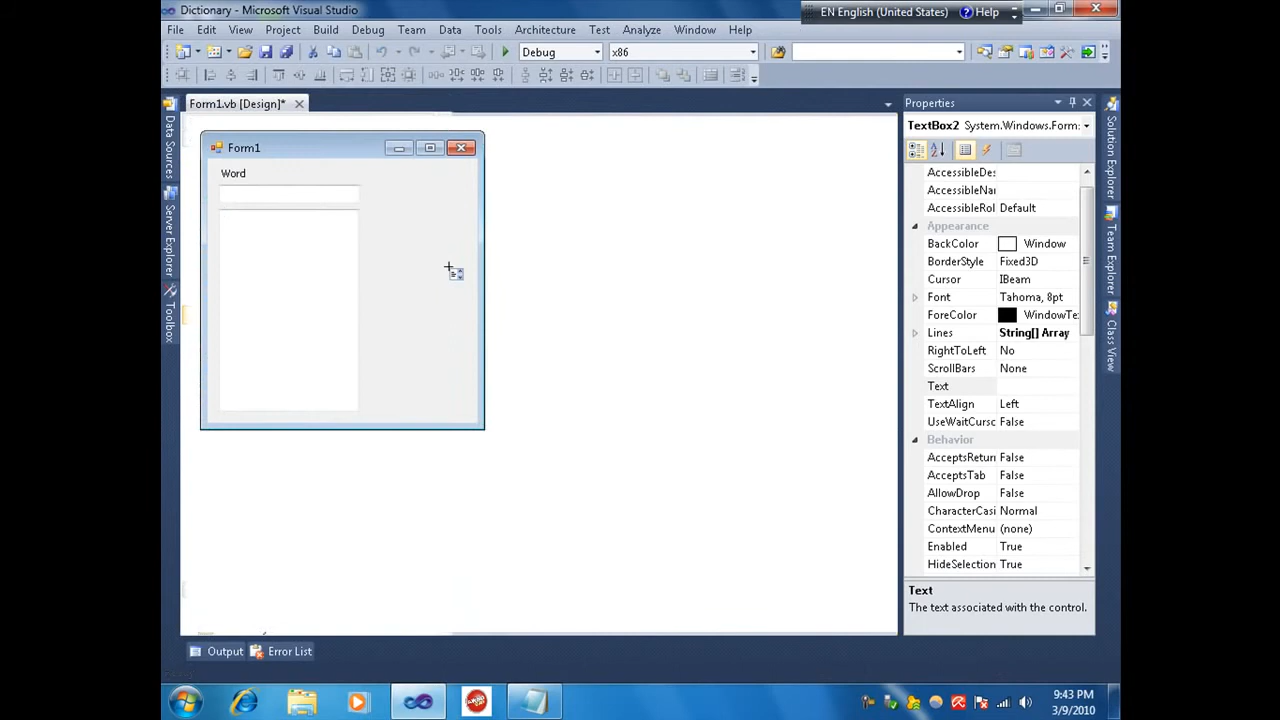 Dictionary - Microsoft Visual Studio
EN English (United States)
Help
File Edit View Project Build Debug Team Data Tools Architecture Test Analyze Window Help
Debug
x86
Form1.vb [Design]*
Properties
Data Sources
Server Explorer
Toolbox
Form1
Word
TextBox2 System.Windows.Form:
AccessibleDes
AccessibleNar
AccessibleRol Default
Appearance
BackColor Window
BorderStyle Fixed3D
Cursor IBeam
Font Tahoma, 8pt
ForeColor WindowTe:
Lines String[] Array
RightToLeft No
ScrollBars None
Text
TextAlign Left
UseWaitCursc False
Behavior
AcceptsReturi False
AcceptsTab False
AllowDrop False
CharacterCasi Normal
ContextMenu (none)
Enabled True
HideSelection True
Text
The text associated with the control.
Solution Explorer
Team Explorer
Class View
Output
Error List
9:43 PM
3/9/2010